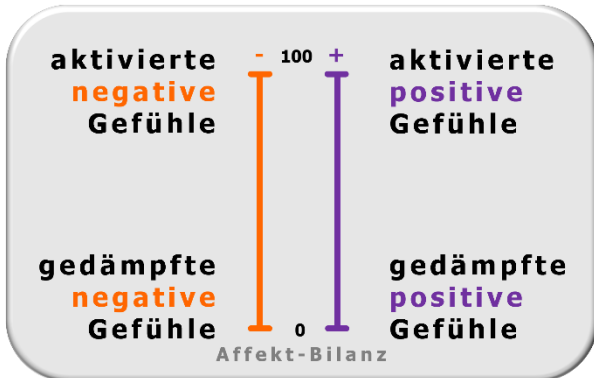 aktivierte - 100 + aktivierte
negative positive
Gefühle Gefühle
gedämpfte gedämpfte
negative positive
Gefühle 0 Gefühle
Affekt-Bilanz